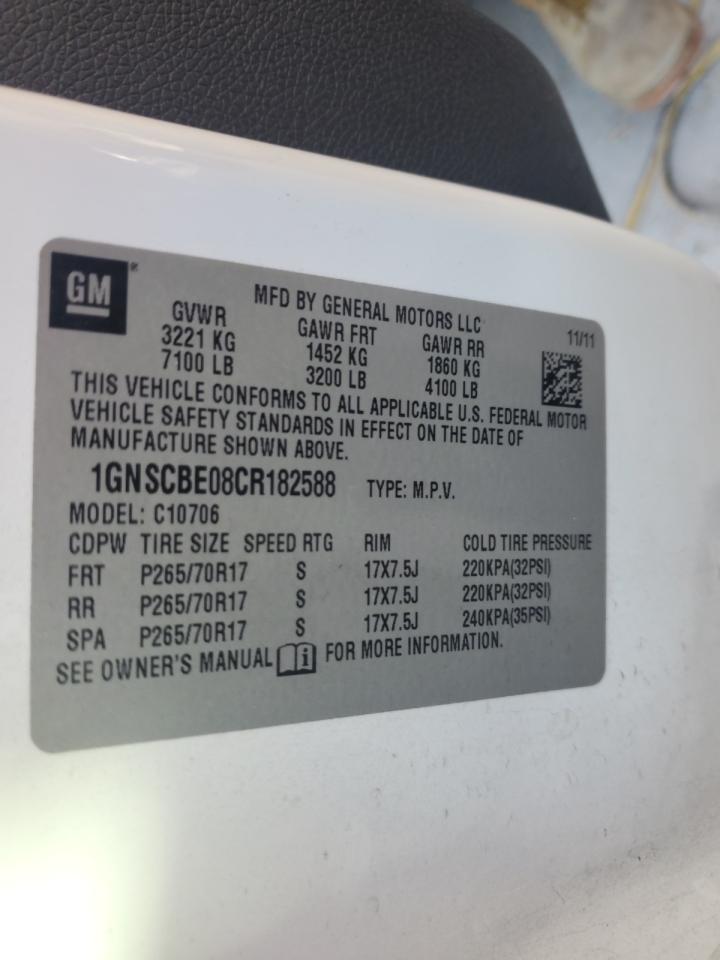 GM®
MFD BY GENERAL MOTORS LLC 11/11
GVWR GAWR FRT GAWR RR
3221 KG 1452 KG 1860 KG
7100 LB 3200 LB 4100 LB
THIS VEHICLE CONFORMS TO ALL APPLICABLE U.S. FEDERAL MOTOR
VEHICLE SAFETY STANDARDS IN EFFECT ON THE DATE OF
MANUFACTURE SHOWN ABOVE.
1GNSCBE08CR182588 TYPE: M.P.V.
MODEL: C10706
CDPW TIRE SIZE SPEED RTG RIM COLD TIRE PRESSURE
FRT P265/70R17 S 17X7.5J 220KPA(32PSI)
RR P265/70R17 S 17X7.5J 220KPA(32PSI)
SPA P265/70R17 S 17X7.5J 240KPA(35PSI)
SEE OWNER'S MANUAL i FOR MORE INFORMATION.